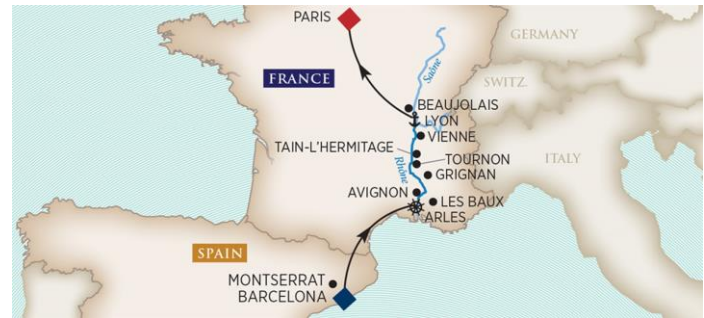 PARIS
GERMANY
FRANCE
Saône
SWITZ.
BEAUJOLAIS
LYON
VIENNE
TAIN-L'HERMITAGE
TOURNON
ITALY
Rhône
GRIGNAN
AVIGNON
LES BAUX
ARLES
SPAIN
MONTSERRAT
BARCELONA